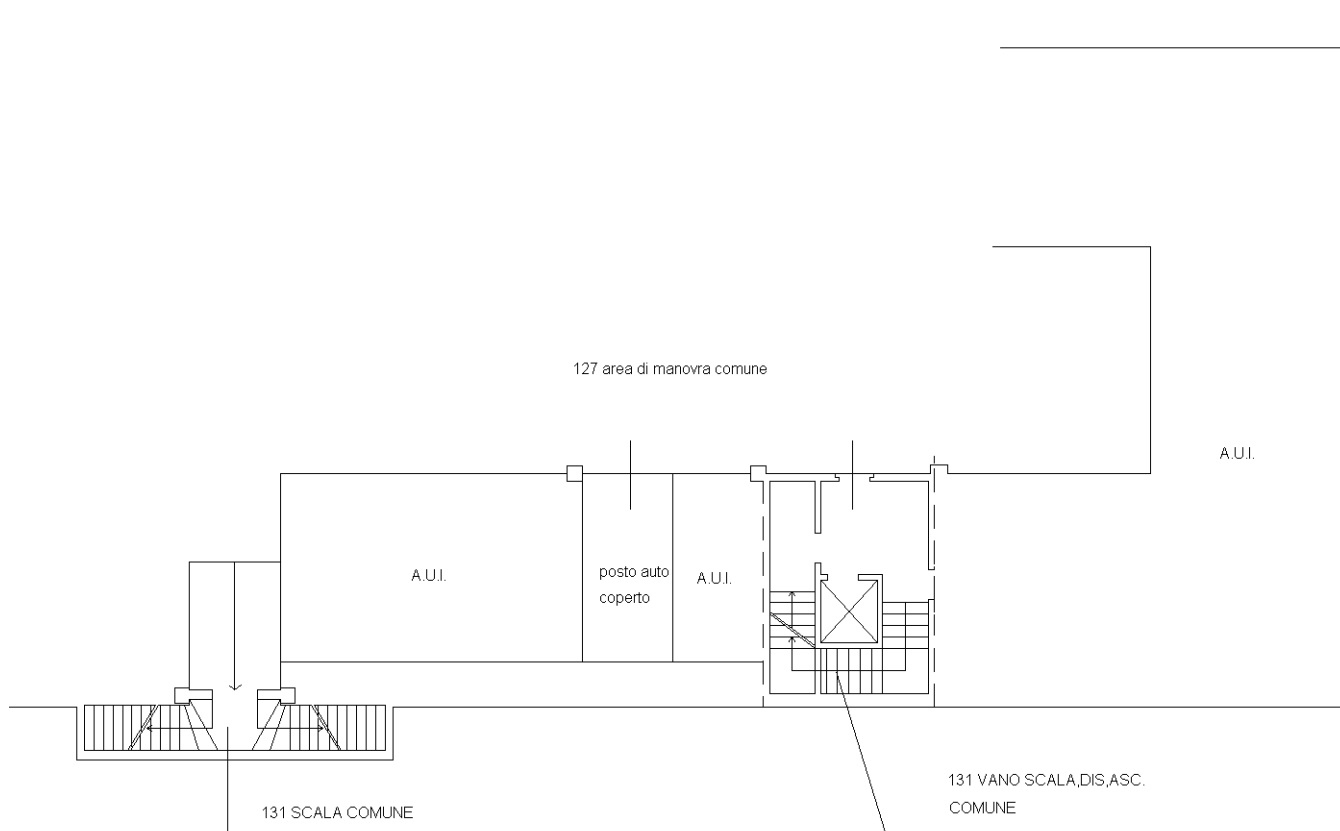 127 area di manovra comune
A.U.I.
A.U.I.
posto auto
coperto
A.U.I.
131 SCALA COMUNE
131 VANO SCALA,DIS,ASC.
COMUNE